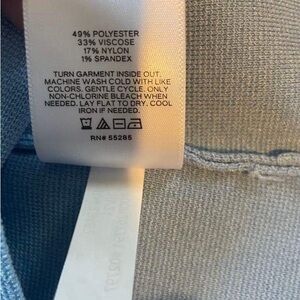 49% POLYESTER
33% VISCOSE
17% NYLON
1% SPANDEX
TURN GARMENT INSIDE OUT.
MACHINE WASH COLD WITH LIKE
COLORS. GENTLE CYCLE. ONLY
NON-CHLORINE BLEACH WHEN
NEEDED. LAY FLAT TO DRY. COOL
IRON IF NEEDED.
RN# 55285